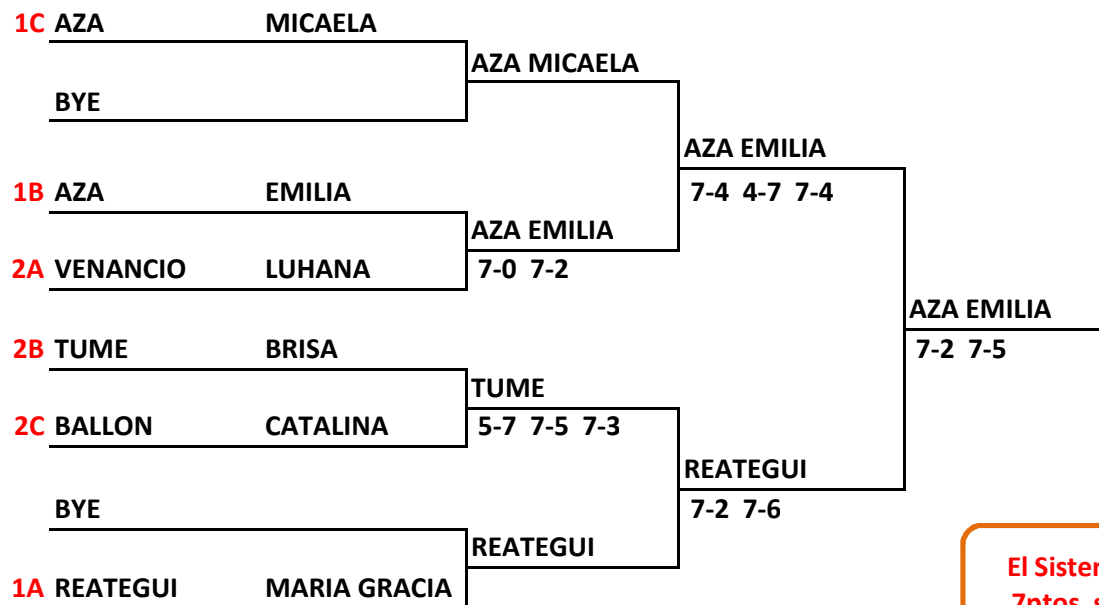 1C AZA MICAELA
AZA MICAELA
BYE
AZA EMILIA
1B AZA EMILIA
7-4 4-7 7-4
AZA EMILIA
2A VENANCIO LUHANA
7-0 7-2
AZA EMILIA
2B TUME BRISA
7-2 7-5
TUME
2C BALLON CATALINA
5-7 7-5 7-3
REATEGUI
BYE
7-2 7-6
REATEGUI
El
1A REATEGUI MARIA GRACIA
7ptos